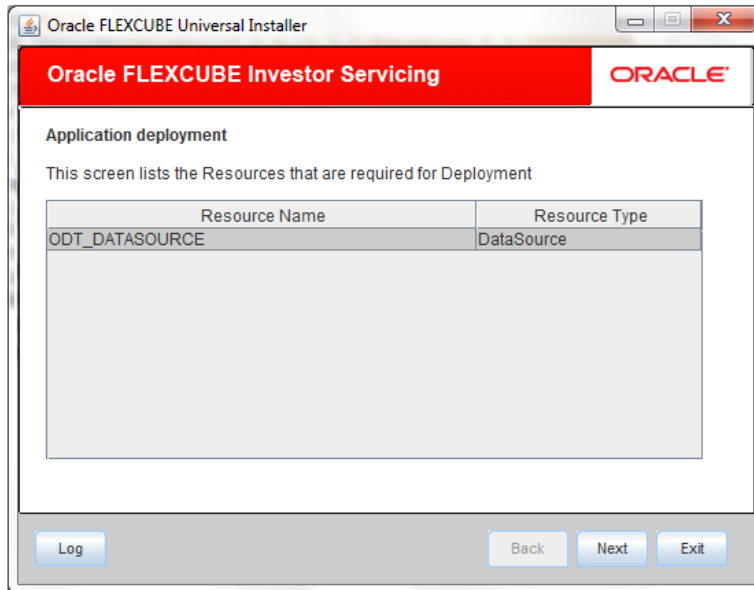 Oracle FLEXCUBE Universal Installer
Oracle FLEXCUBE Investor Servicing
ORACLE
Application deployment
This screen lists the Resources that are required for Deployment
Resource Name Resource Type
ODT_DATASOURCE DataSource
Log Back Next Exit